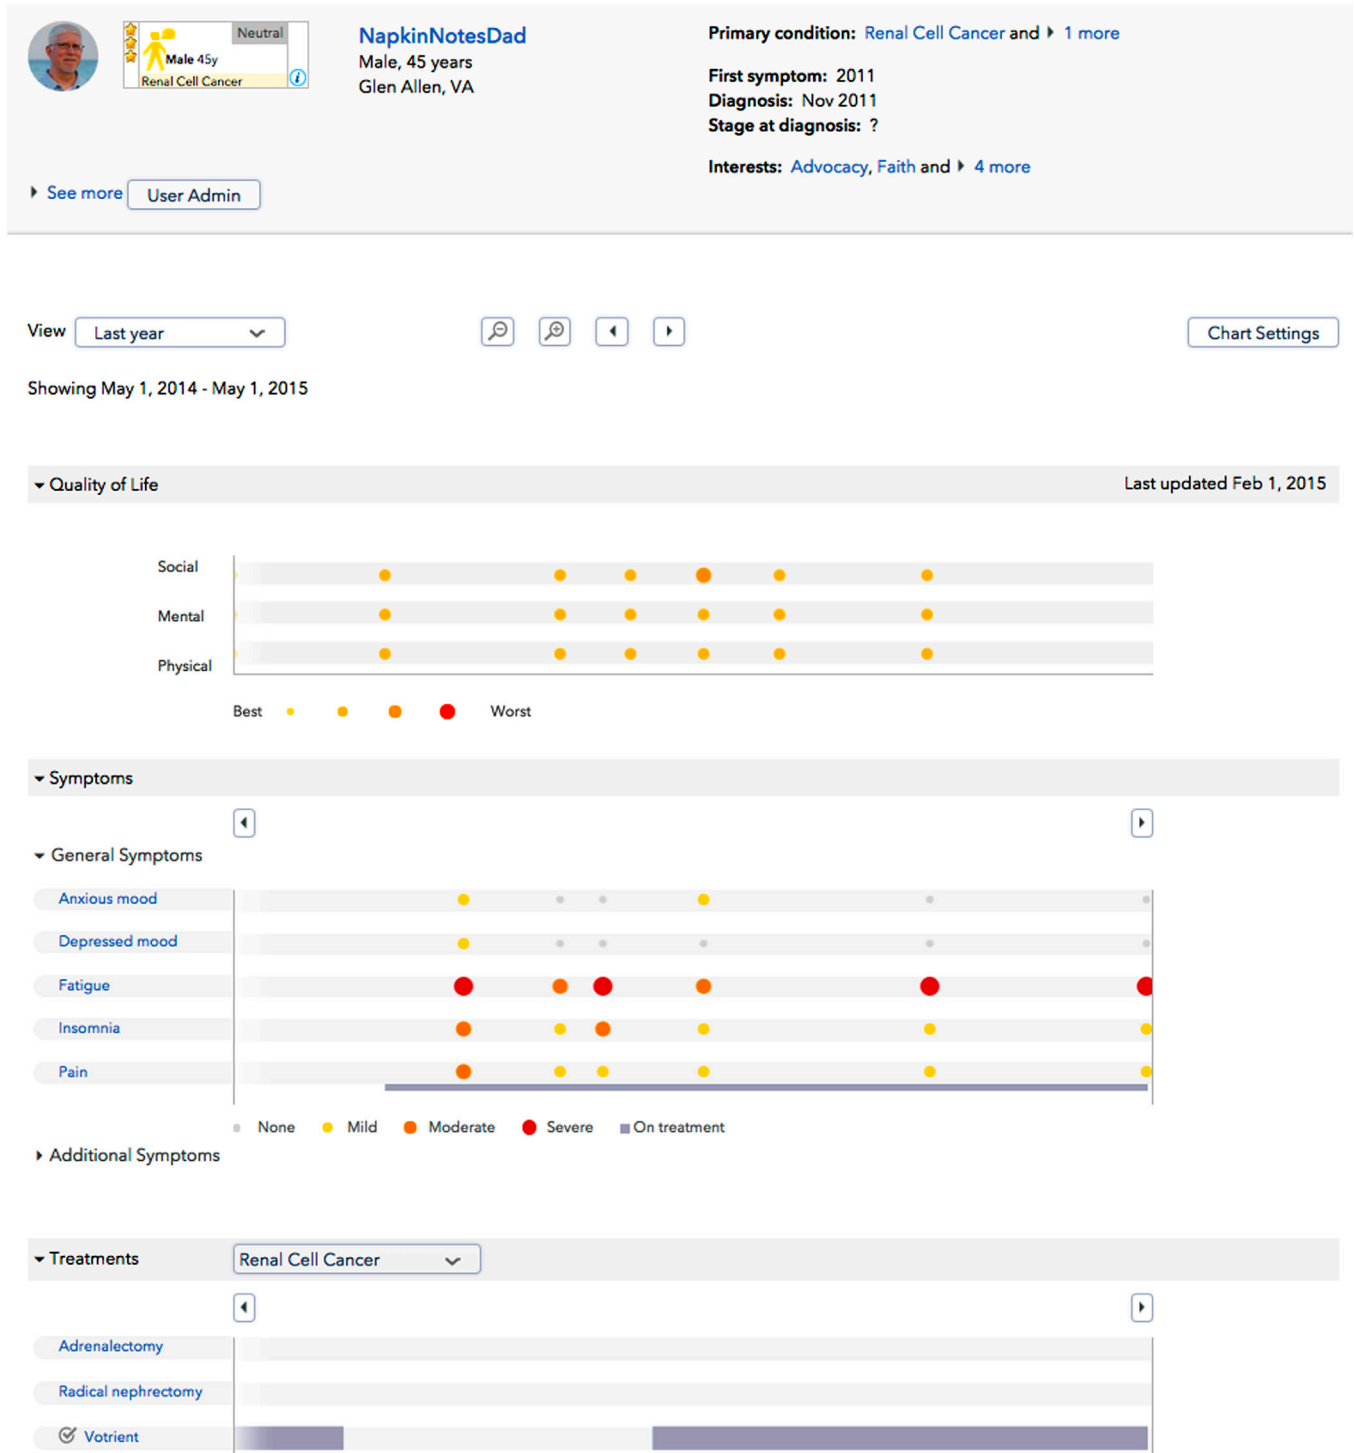 Neutral
Male 45y
Renal Cell Cancer
NapkinNotesDad
Male, 45 years
Glen Allen, VA
Primary condition: Renal Cell Cancer and 1 more
First symptom: 2011
Diagnosis: Nov 2011
Stage at diagnosis: ?
Interests: Advocacy, Faith and 4 more
See more User Admin
View Last year
Chart Settings
Showing May 1, 2014 - May 1, 2015
Quality of Life Last updated Feb 1, 2015
Social
Mental
Physical
Best Worst
Symptoms
General Symptoms
Anxious mood
Depressed mood
Fatigue
Insomnia
Pain
None Mild Moderate Severe On treatment
Additional Symptoms
Treatments Renal Cell Cancer
Adrenalectomy
Radical nephrectomy
Votrient